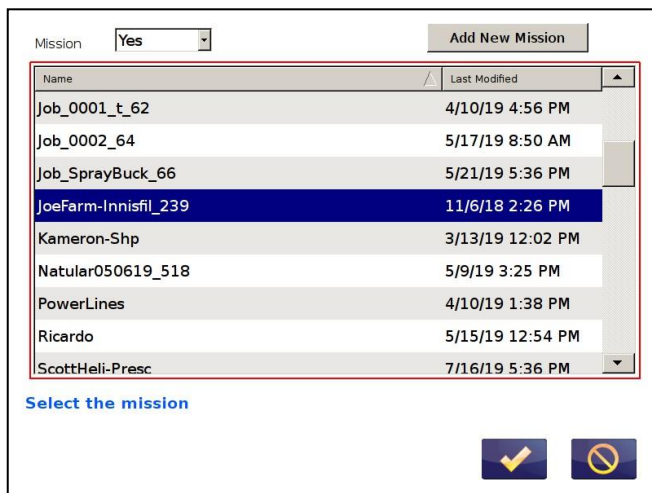 Mission Yes Add New Mission
Name Last Modified
Job_0001_t_62 4/10/19 4:56 PM
Job_0002_64 5/17/19 8:50 AM
Job_SprayBuck_66 5/21/19 5:36 PM
JoeFarm-Innisfil_239 11/6/18 2:26 PM
Kameron-Shp 3/13/19 12:02 PM
Natular050619_518 5/9/19 3:25 PM
PowerLines 4/10/19 1:38 PM
Ricardo 5/15/19 12:54 PM
ScottHeli-Presc 7/16/19 5:36 PM
Select the mission